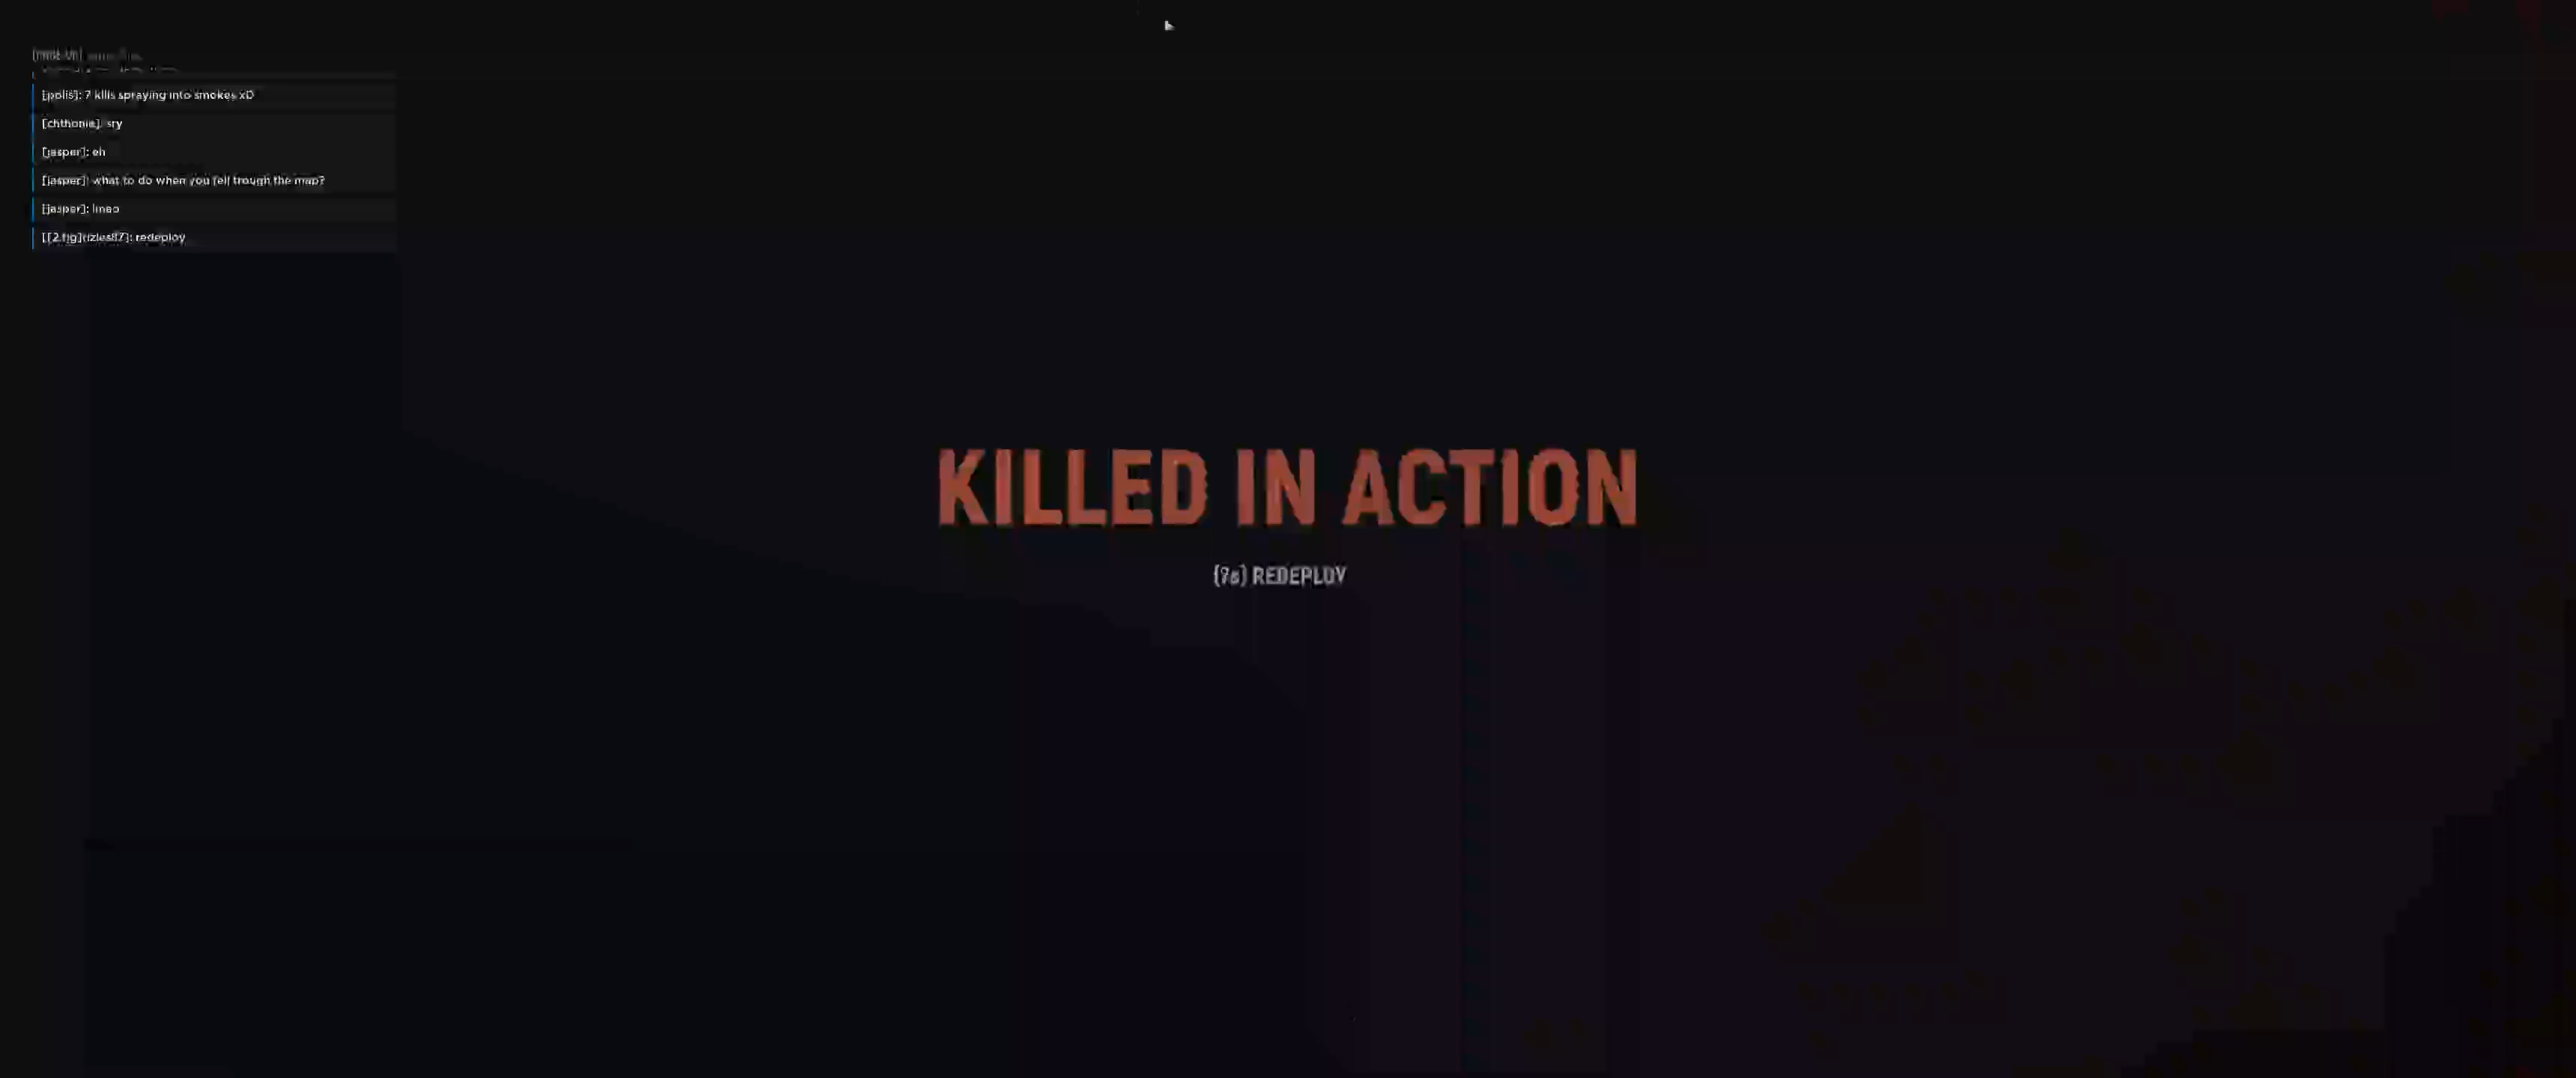 [polis]: 7 kills spraying into smokes xD
[chthonia]: sry
[jasper]: eh
[jasper]: what to do when you fell trough the map?
[jasper]: lmao
redeploy
KILLED IN ACTION
REDEPLOY